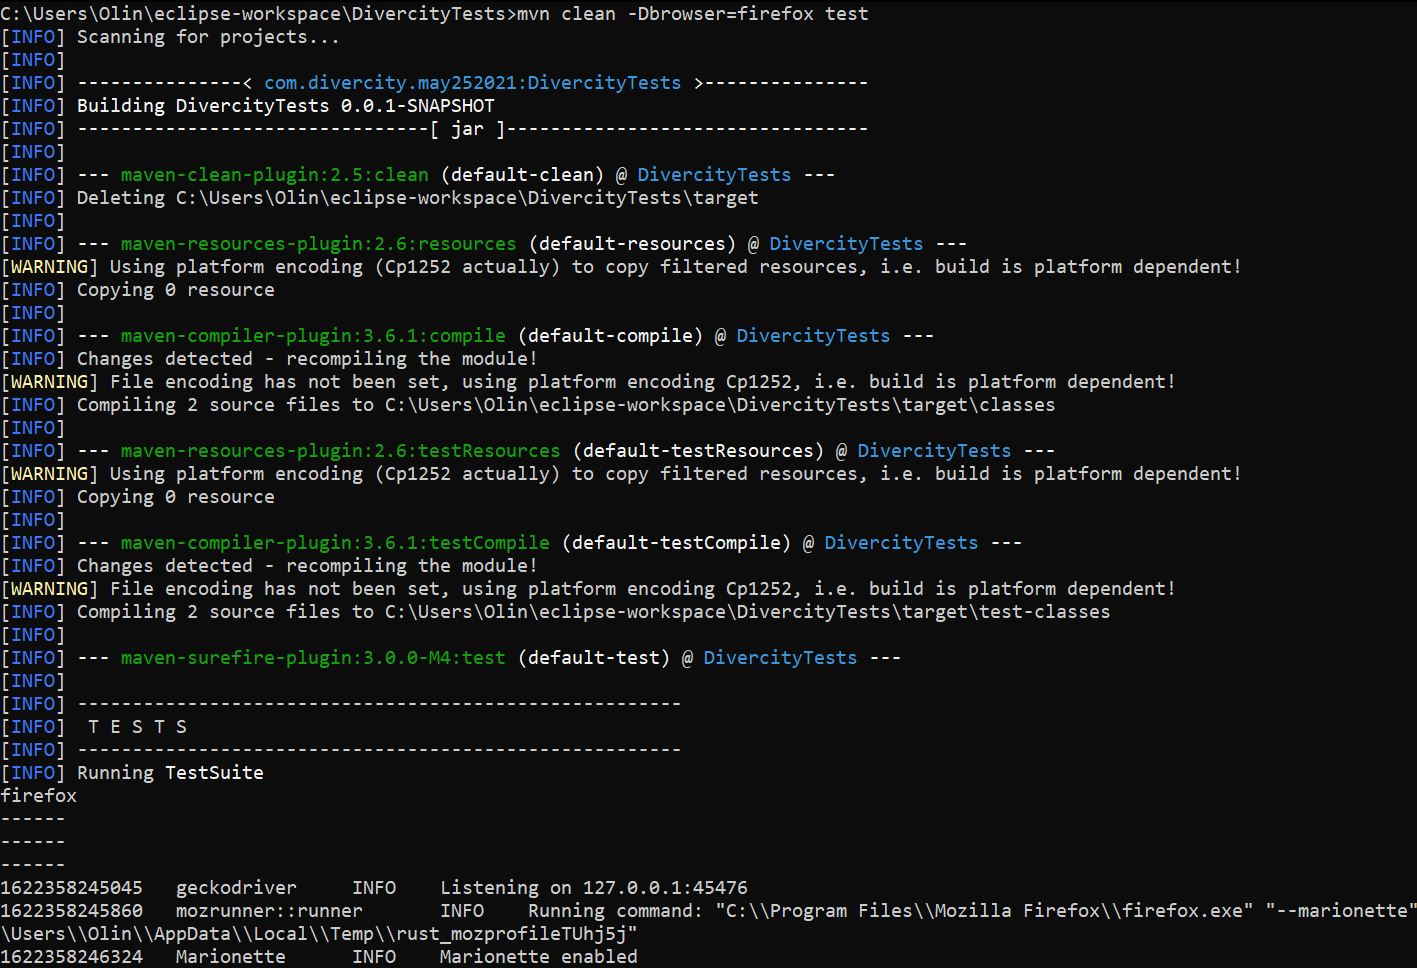 C:\Users\Olin\eclipse-workspace\DivercityTests>mvn clean -Dbrowser=firefox test
[INFO] Scanning for projects...
[INFO]
[INFO] ---------------< com.divercity.may252021:DivercityTests >---------------
[INFO] Building DivercityTests 0.0.1-SNAPSHOT
[INFO] --------------------------------[ jar ]---------------------------------
[INFO]
[INFO] --- maven-clean-plugin:2.5:clean (default-clean) @ DivercityTests ---
[INFO] Deleting C:\Users\Olin\eclipse-workspace\DivercityTests\target
[INFO]
[INFO] --- maven-resources-plugin:2.6:resources (default-resources) @ DivercityTests ---
[WARNING] Using platform encoding (Cp1252 actually) to copy filtered resources, i.e. build is platform dependent!
[INFO] Copying 0 resource
[INFO]
[INFO] --- maven-compiler-plugin:3.6.1:compile (default-compile) @ DivercityTests ---
[INFO] Changes detected - recompiling the module!
[WARNING] File encoding has not been set, using platform encoding Cp1252, i.e. build is platform dependent!
[INFO] Compiling 2 source files to C:\Users\Olin\eclipse-workspace\DivercityTests\target\classes
[INFO]
[INFO] --- maven-resources-plugin:2.6:testResources (default-testResources) @ DivercityTests ---
[WARNING] Using platform encoding (Cp1252 actually) to copy filtered resources, i.e. build is platform dependent!
[INFO] Copying 0 resource
[INFO]
[INFO] --- maven-compiler-plugin:3.6.1:testCompile (default-testCompile) @ DivercityTests ---
[INFO] Changes detected - recompiling the module!
[WARNING] File encoding has not been set, using platform encoding Cp1252, i.e. build is platform dependent!
[INFO] Compiling 2 source files to C:\Users\Olin\eclipse-workspace\DivercityTests\target\test-classes
[INFO]
[INFO] --- maven-surefire-plugin:3.0.0-M4:test (default-test) @ DivercityTests ---
[INFO]
[INFO] -------------------------------------------------------
[INFO]  T E S T S
[INFO] -------------------------------------------------------
[INFO] Running TestSuite
firefox
------
------
------
1622358245045   geckodriver     INFO    Listening on 127.0.0.1:45476
1622358245860   mozrunner::runner       INFO    Running command: "C:\\Program Files\\Mozilla Firefox\\firefox.exe" "--marionette"
\Users\\Olin\\AppData\\Local\\Temp\\rust_mozprofileTUhj5j"
1622358246324   Marionette      INFO    Marionette enabled